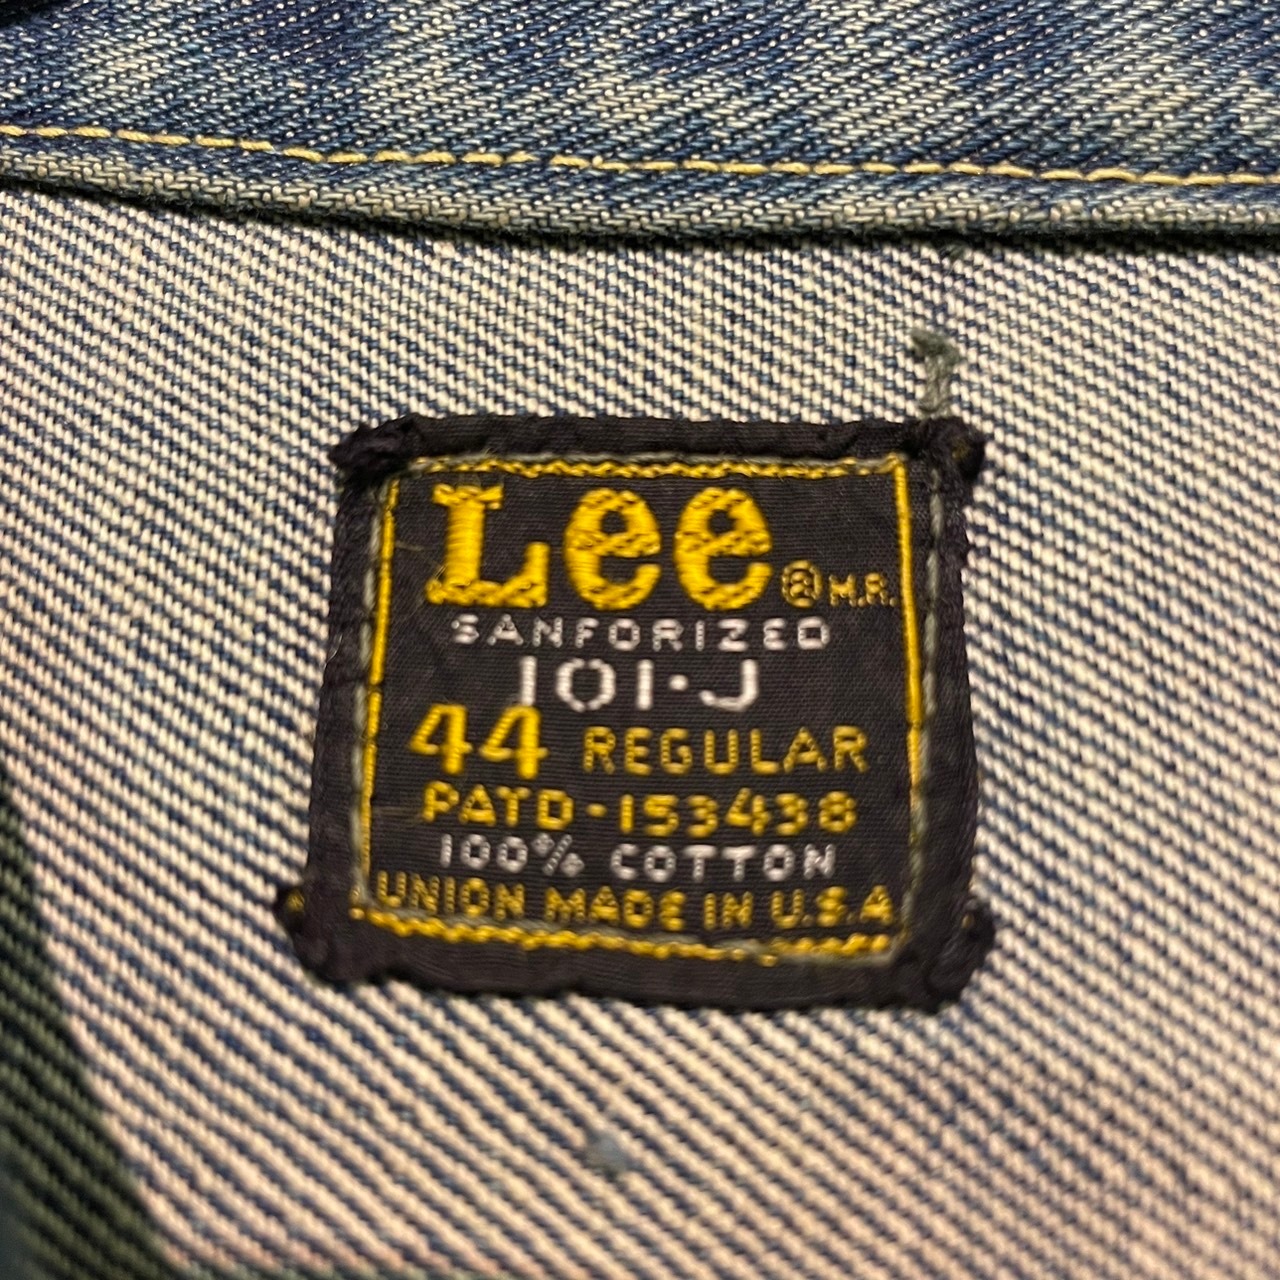 Lee ® M.R.
SANFORIZED
101·J
44 REGULAR
PATD-153438
100% COTTON
UNION MADE IN U.S.A.